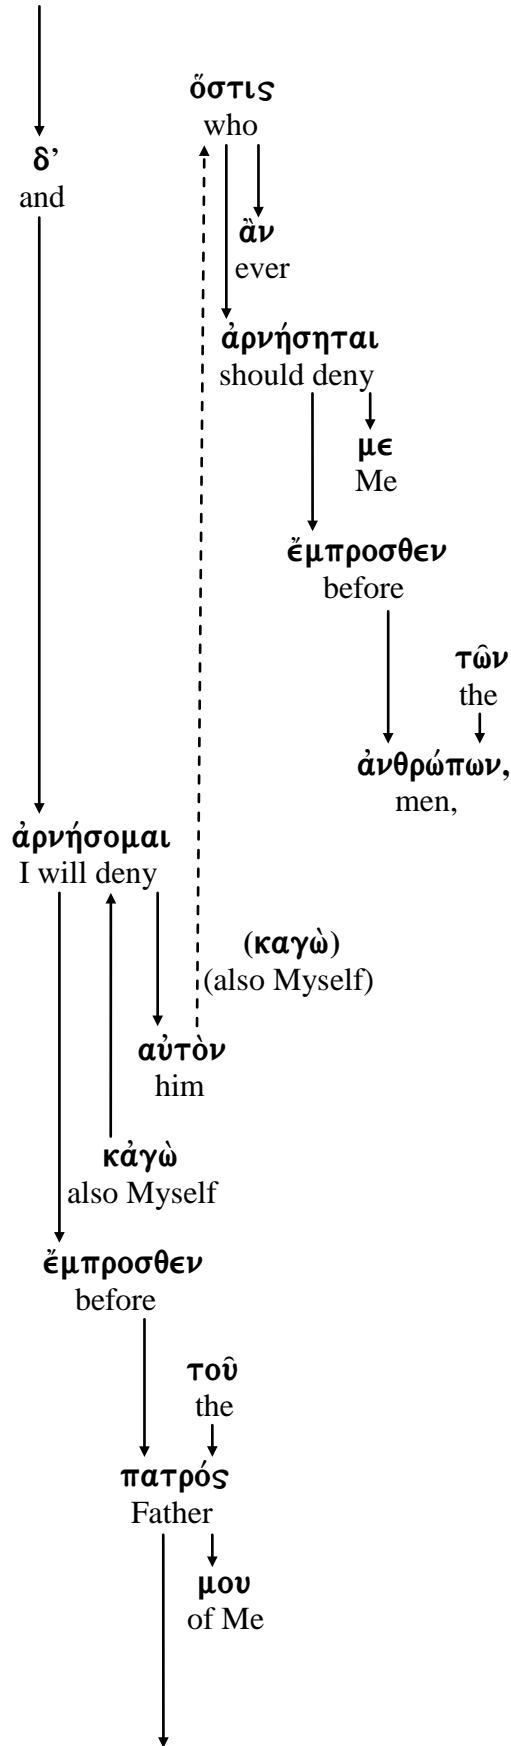 ὅστις
who
δ’
and
ἂν
ever
ἀρνήσηται
should deny
με
Me
ἔμπροσθεν
before
τῶν
the
ἀνθρώπων,
men,
ἀρνήσομαι
I will deny
(καγὼ)
(also Myself)
αὐτὸν
him
κἀγὼ
also Myself
ἔμπροσθεν
before
τοῦ
the
πατρός
Father
μου
of Me